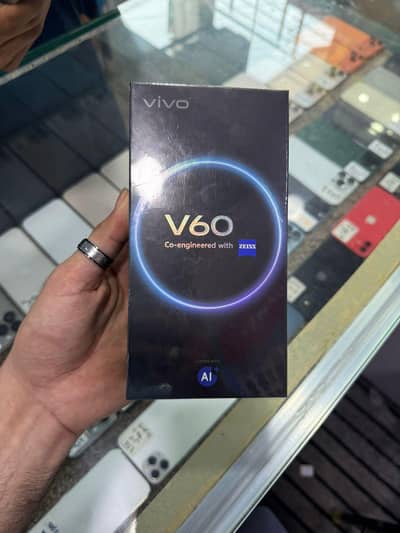 vivo
V60
Co-engineered with ZEISS
AI